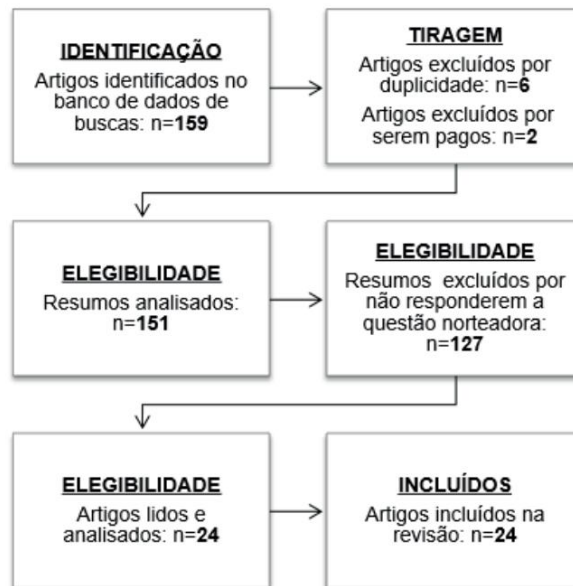 IDENTIFICAÇÃO
Artigos identificados no
banco de dados de
buscas: n=159
TIRAGEM
Artigos excluídos por
duplicidade: n=6
Artigos excluídos por
serem pagos: n=2
ELEGIBILIDADE
Resumos analisados:
n=151
ELEGIBILIDADE
Resumos excluídos por
não responderem a
questão norteadora:
n=127
ELEGIBILIDADE
Artigos lidos e
analisados: n=24
INCLUÍDOS
Artigos incluídos na
revisão: n=24